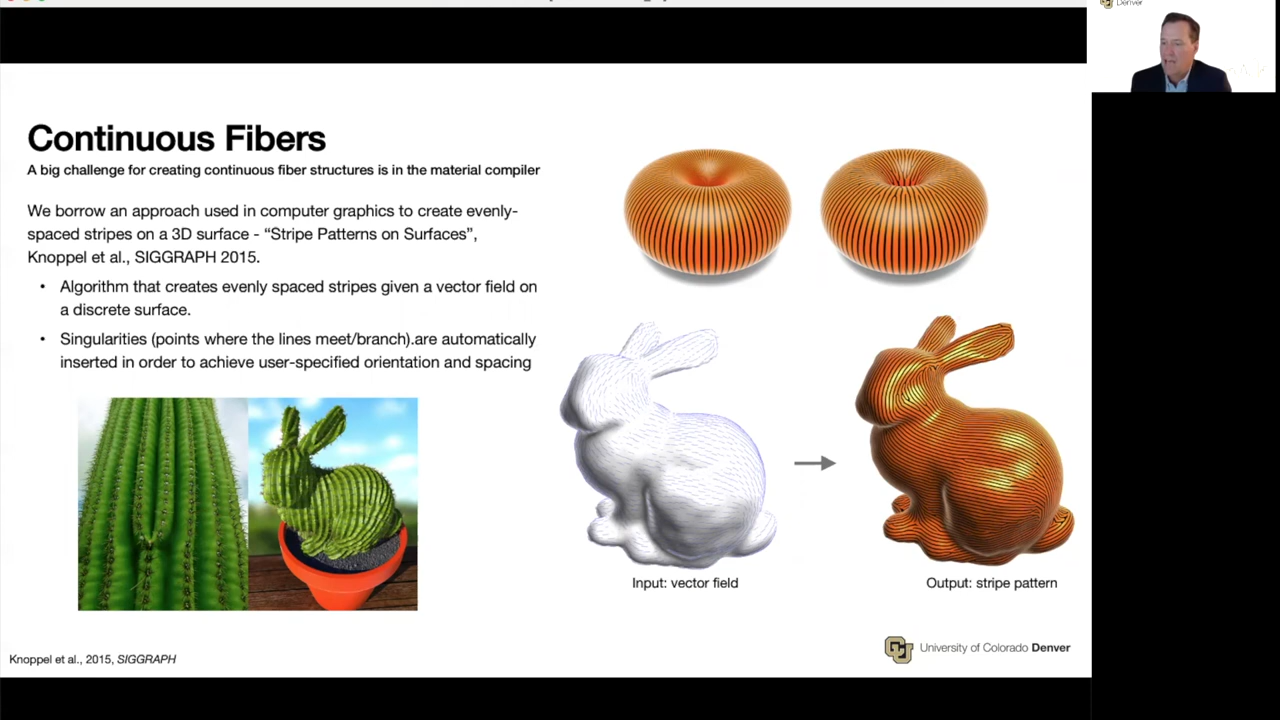 Denver
Continuous Fibers
A big challenge for creating continuous fiber structures is in the material compiler
We borrow an approach used in computer graphics to create evenly-
spaced stripes on a 3D surface - “Stripe Patterns on Surfaces”,
Knoppel et al., SIGGRAPH 2015.
• Algorithm that creates evenly spaced stripes given a vector field on
a discrete surface.
• Singularities (points where the lines meet/branch).are automatically
inserted in order to achieve user-specified orientation and spacing
Input: vector field
Output: stripe pattern
Knoppel et al., 2015, SIGGRAPH
CU University of Colorado Denver